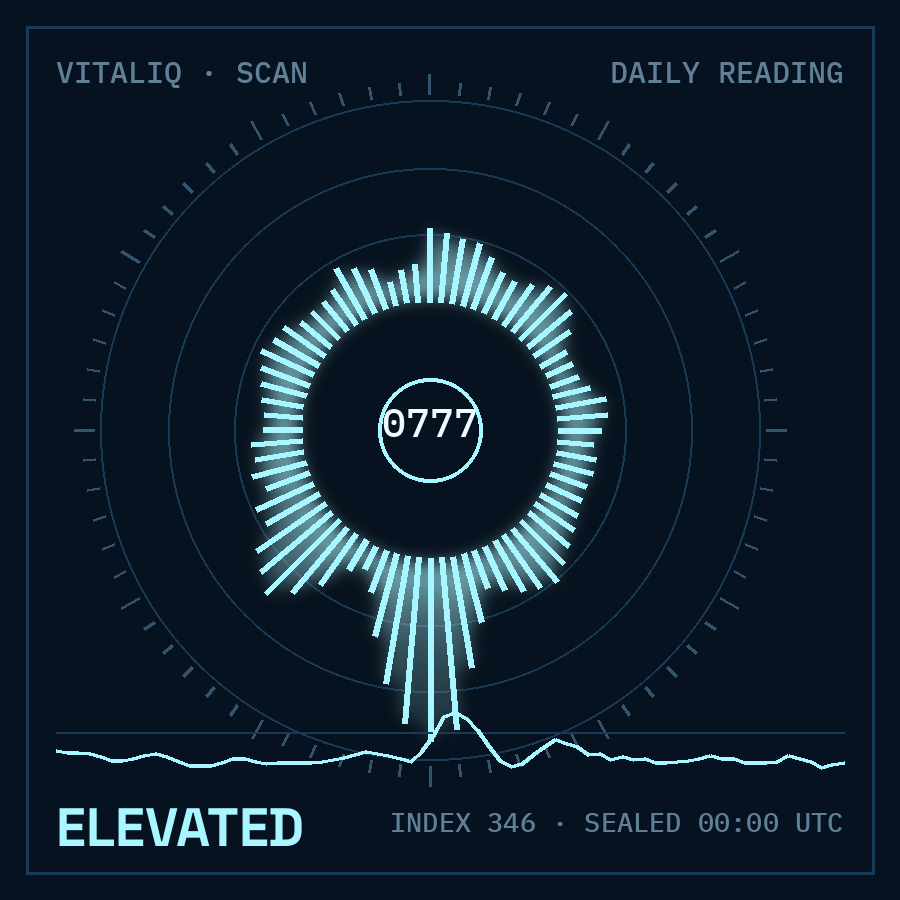 VITALIQ · SCAN
DAILY READING
0777
ELEVATED
INDEX 346 · SEALED 00:00 UTC